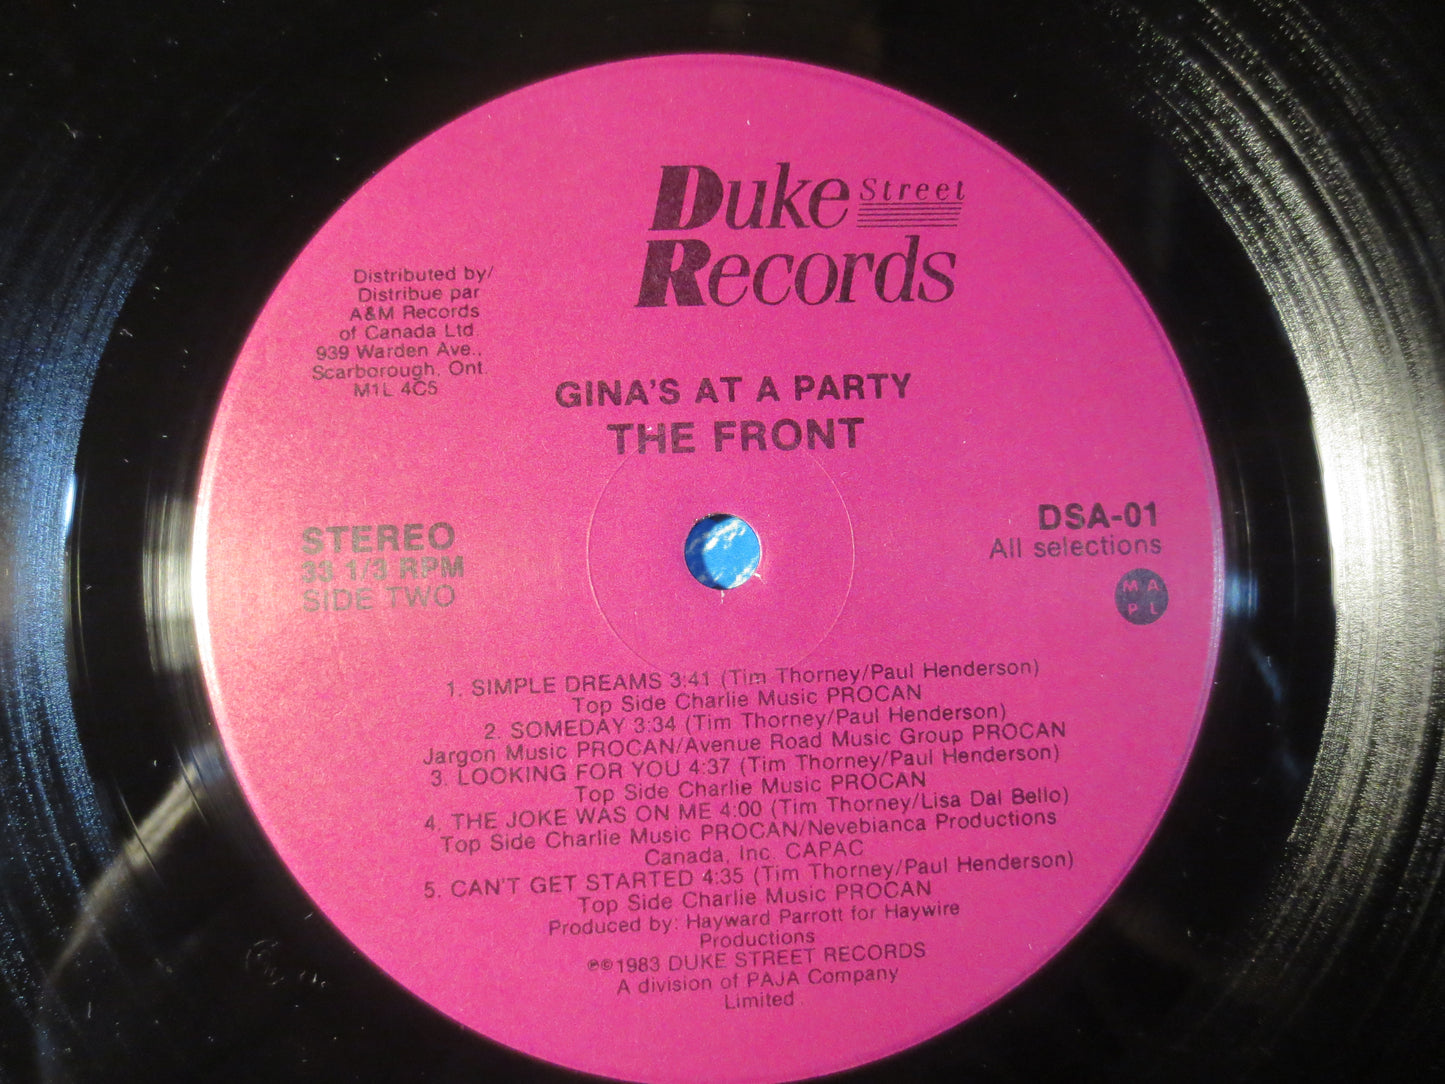 Duke Street
Records
Distributed by/
Distribue par
A&M Records
of Canada Ltd.
939 Warden Ave.,
Scarborough, Ont.
M1L 4C5
GINA'S AT A PARTY
THE FRONT
STEREO
33 1/3 RPM
SIDE TWO
DSA-01
All selections
M A
P L
1. SIMPLE DREAMS 3:41 (Tim Thorney/Paul Henderson)
Top Side Charlie Music PROCAN
2. SOMEDAY 3:34 (Tim Thorney/Paul Henderson)
Jargon Music PROCAN/Avenue Road Music Group PROCAN
3. LOOKING FOR YOU 4:37 (Tim Thorney/Paul Henderson)
Top Side Charlie Music PROCAN
4. THE JOKE WAS ON ME 4:00 (Tim Thorney/Lisa Dal Bello)
Top Side Charlie Music PROCAN/Nevebianca Productions
Canada, Inc. CAPAC
5. CAN'T GET STARTED 4:35 (Tim Thorney/Paul Henderson)
Top Side Charlie Music PROCAN
Produced by: Hayward Parrott for Haywire
Productions
℗©1983 DUKE STREET RECORDS
A division of PAJA Company
Limited